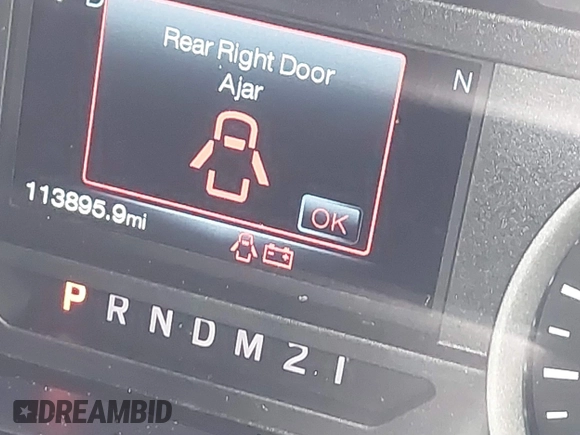 Rear Right Door
Ajar
N
OK
113895.9mi
P R N D M 2 1
DREAMBID